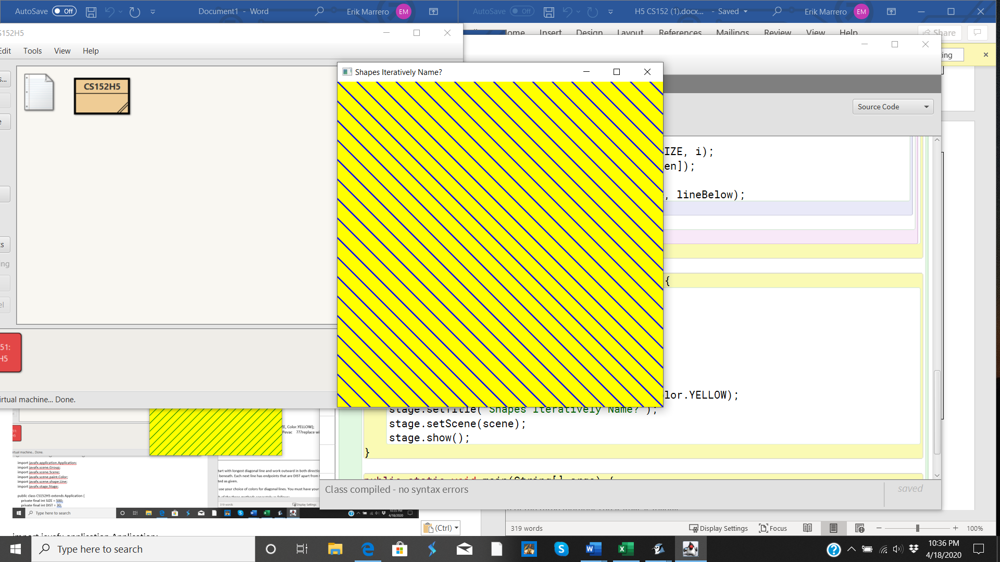 AutoSave Off Document1 - Word Erik Marrero EM
AutoSave Off H5 CS152 (1).docx... - Saved Erik Marrero EM
Insert Design Layout References Mailings Review View Help Share
CS152H5
Edit Tools View Help
CS152H5
Shapes Iteratively Name?
Source Code
IZE, i);
en]);
, lineBelow);
{
lor.YELLOW);
stage.setTitle("Shapes Iteratively Name?");
stage.setScene(scene);
stage.show();
}
public static void main(String[] args) {
Class compiled - no syntax errors
saved
51:
H5
irtual machine... Done.
ZE, Color.YELLOW);
Pevac ???replace wi
irtual machine... Done.
import javafx.application.Application;
import javafx.scene.Group;
import javafx.scene.Scene;
import javafx.scene.paint.Color;
import javafx.scene.shape.Line;
import javafx.stage.Stage;
public class CS152H5 extends Application {
private final int SIZE = 500;
private final int DIST = 30;
tart with longest diagonal line and work outward in both directio
beneath. Each next line has endpoints that are DIST apart from
ted as given.
use your choice of colors for diagonal lines. You must have your
h of the three methods separately as follows:
319 words Display Settings
Type here to search
10:35 PM
4/18/2020
import javafx.application.Application;
(Ctrl)
319 words Display Settings Focus 100%
Type here to search
10:36 PM
4/18/2020